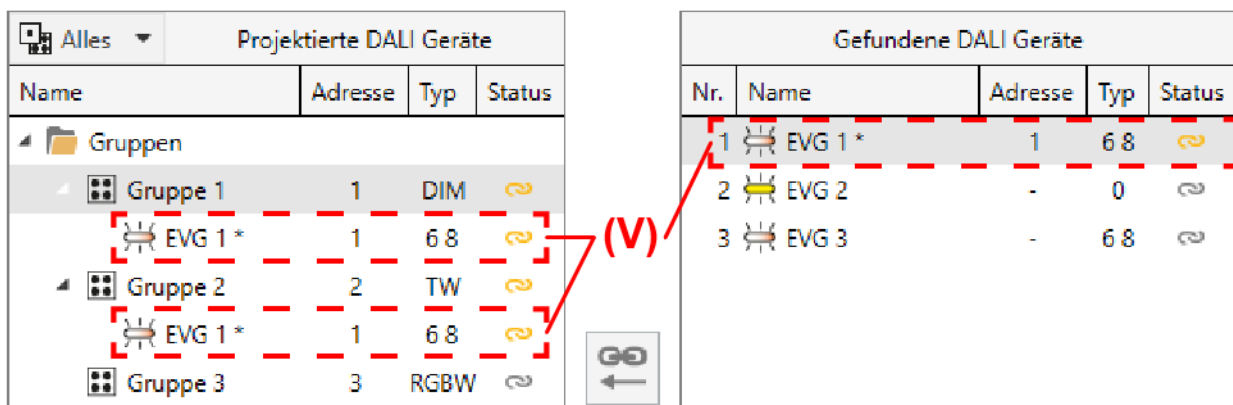 Alles Projektierte DALI Geräte
Name Adresse Typ Status
Gruppen
Gruppe 1 1 DIM
EVG 1 * 1 6 8
Gruppe 2 2 TW
EVG 1 * 1 6 8
Gruppe 3 3 RGBW
(V)
Gefundene DALI Geräte
Nr. Name Adresse Typ Status
1 EVG 1 * 1 6 8
2 EVG 2 - 0
3 EVG 3 - 6 8